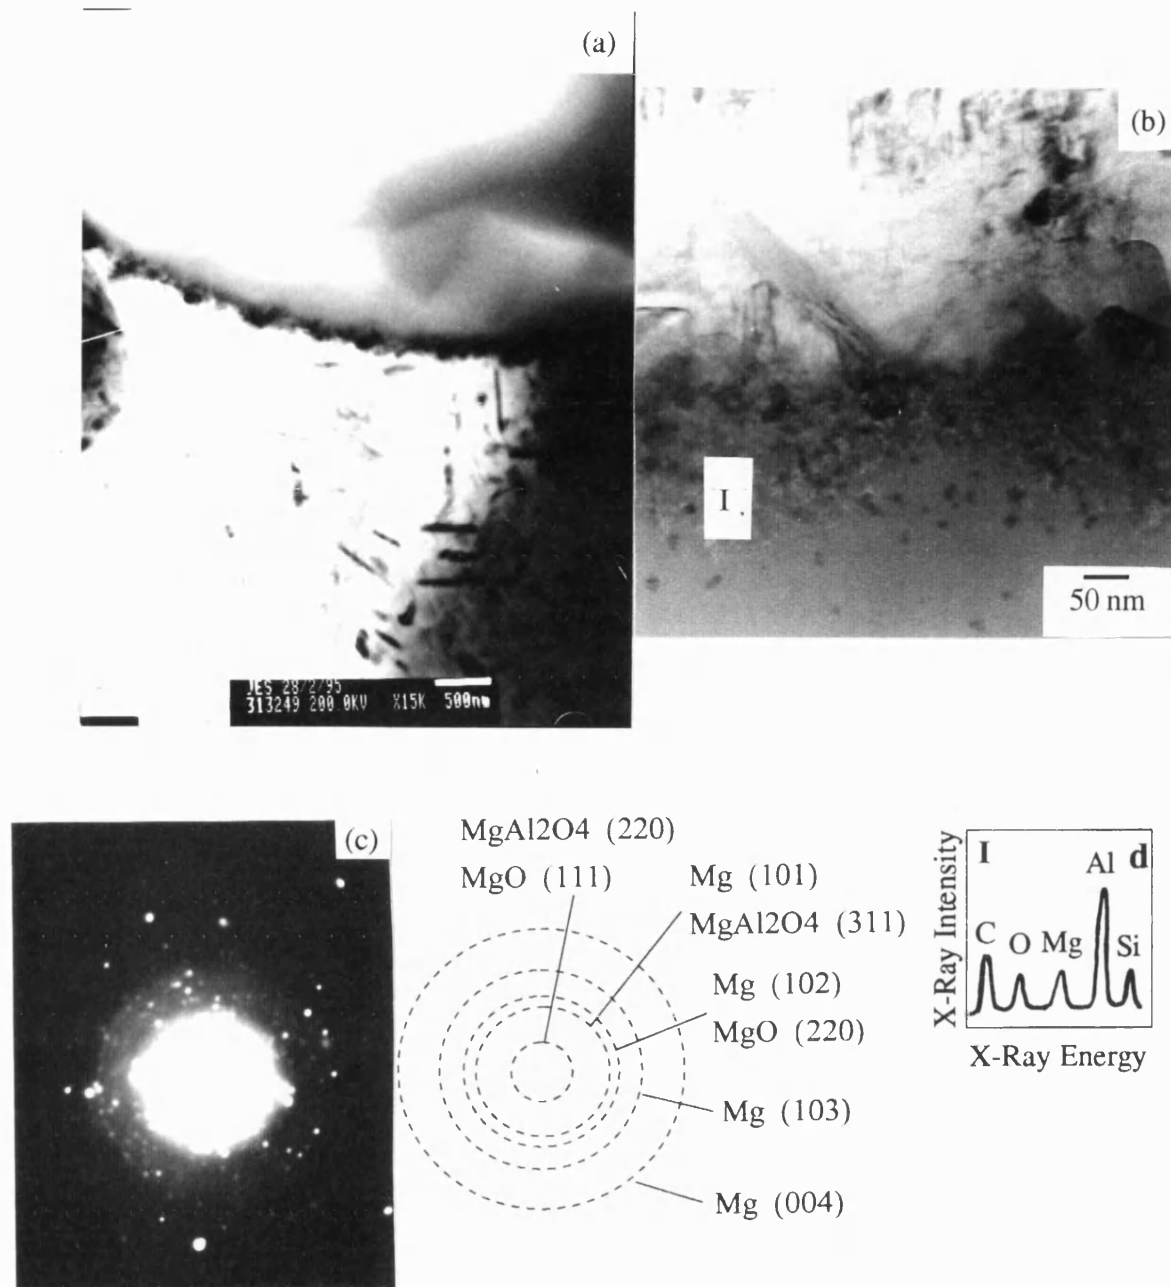 (a)
(b)
I
50 nm
JES 28/2/95
313249 200.0KV X15K 500nm
(c)
MgAl2O4 (220)
MgO (111)
Mg (101)
MgAl2O4 (311)
Mg (102)
MgO (220)
Mg (103)
Mg (004)
X-Ray Intensity
I
d
C
O
Mg
Al
Si
X-Ray Energy